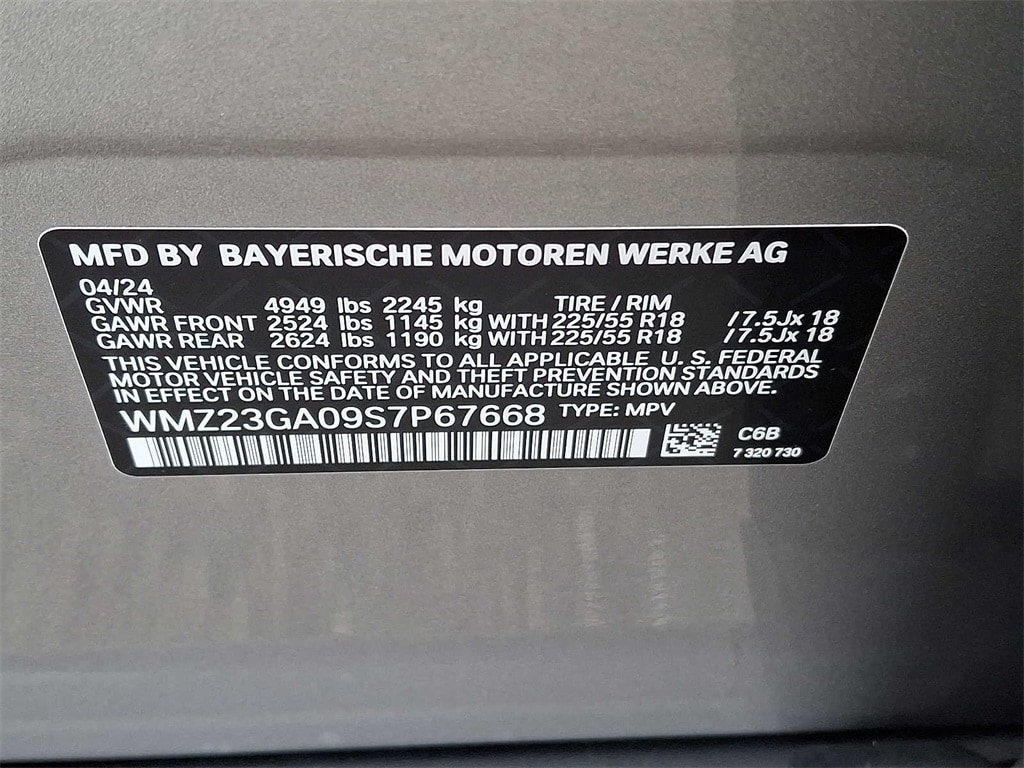 MFD BY BAYERISCHE MOTOREN WERKE AG
04/24
GVWR 4949 lbs 2245 kg TIRE / RIM
GAWR FRONT 2524 lbs 1145 kg WITH 225/55 R18 /7.5Jx 18
GAWR REAR 2624 lbs 1190 kg WITH 225/55 R18 /7.5Jx 18
THIS VEHICLE CONFORMS TO ALL APPLICABLE U. S. FEDERAL
MOTOR VEHICLE SAFETY AND THEFT PREVENTION STANDARDS
IN EFFECT ON THE DATE OF MANUFACTURE SHOWN ABOVE.
WMZ23GA09S7P67668 TYPE: MPV
C6B
7 320 730